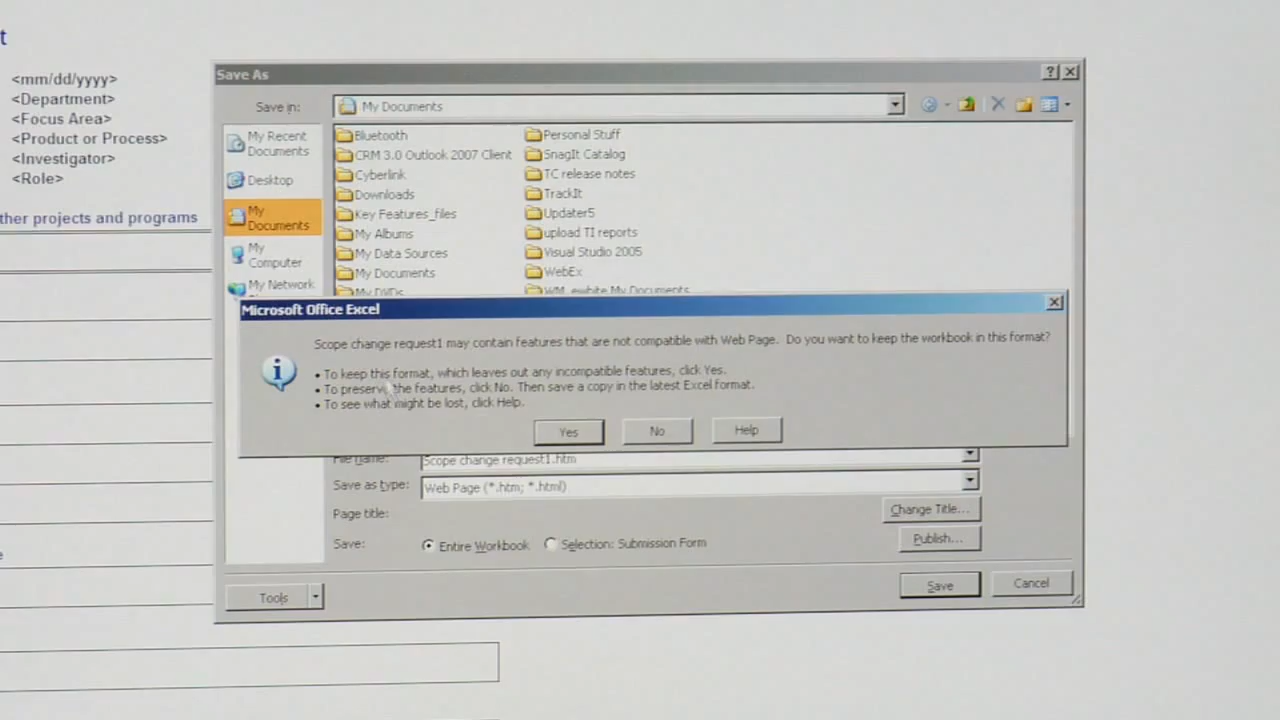 t
<mm/dd/yyyy>
<Department>
<Focus Area>
<Product or Process>
<Investigator>
<Role>
ther projects and programs
e
Save As
Save in:
My Documents
My Recent
Documents
Desktop
My
Documents
My
Computer
My Network
Bluetooth
CRM 3.0 Outlook 2007 Client
Cyberlink
Downloads
Key Features_files
My Albums
My Data Sources
My Documents
My DVDs
Personal Stuff
SnagIt Catalog
TC release notes
TrackIt
Updater5
upload TI reports
Visual Studio 2005
WebEx
WM, ewhite My Documents
Microsoft Office Excel
Scope change request1 may contain features that are not compatible with Web Page. Do you want to keep the workbook in this format?
• To keep this format, which leaves out any incompatible features, click Yes.
• To preserve the features, click No. Then save a copy in the latest Excel format.
• To see what might be lost, click Help.
Yes
No
Help
File name:
Scope change request1.htm
Save as type:
Web Page (*.htm; *.html)
Page title:
Change Title...
Save:
Entire Workbook
Selection: Submission Form
Publish...
Tools
Save
Cancel